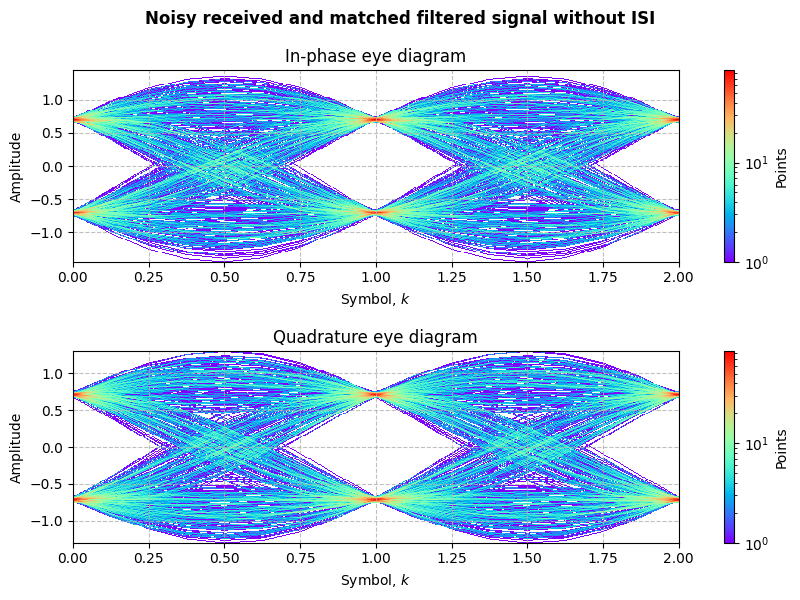 Noisy received and matched filtered signal without ISI
In-phase eye diagram
Amplitude
1.0
0.5
0.0
−0.5
−1.0
0.00 0.25 0.50 0.75 1.00 1.25 1.50 1.75 2.00
Symbol, k
10¹
10⁰
Points
Quadrature eye diagram
Amplitude
1.0
0.5
0.0
−0.5
−1.0
0.00 0.25 0.50 0.75 1.00 1.25 1.50 1.75 2.00
Symbol, k
10¹
10⁰
Points